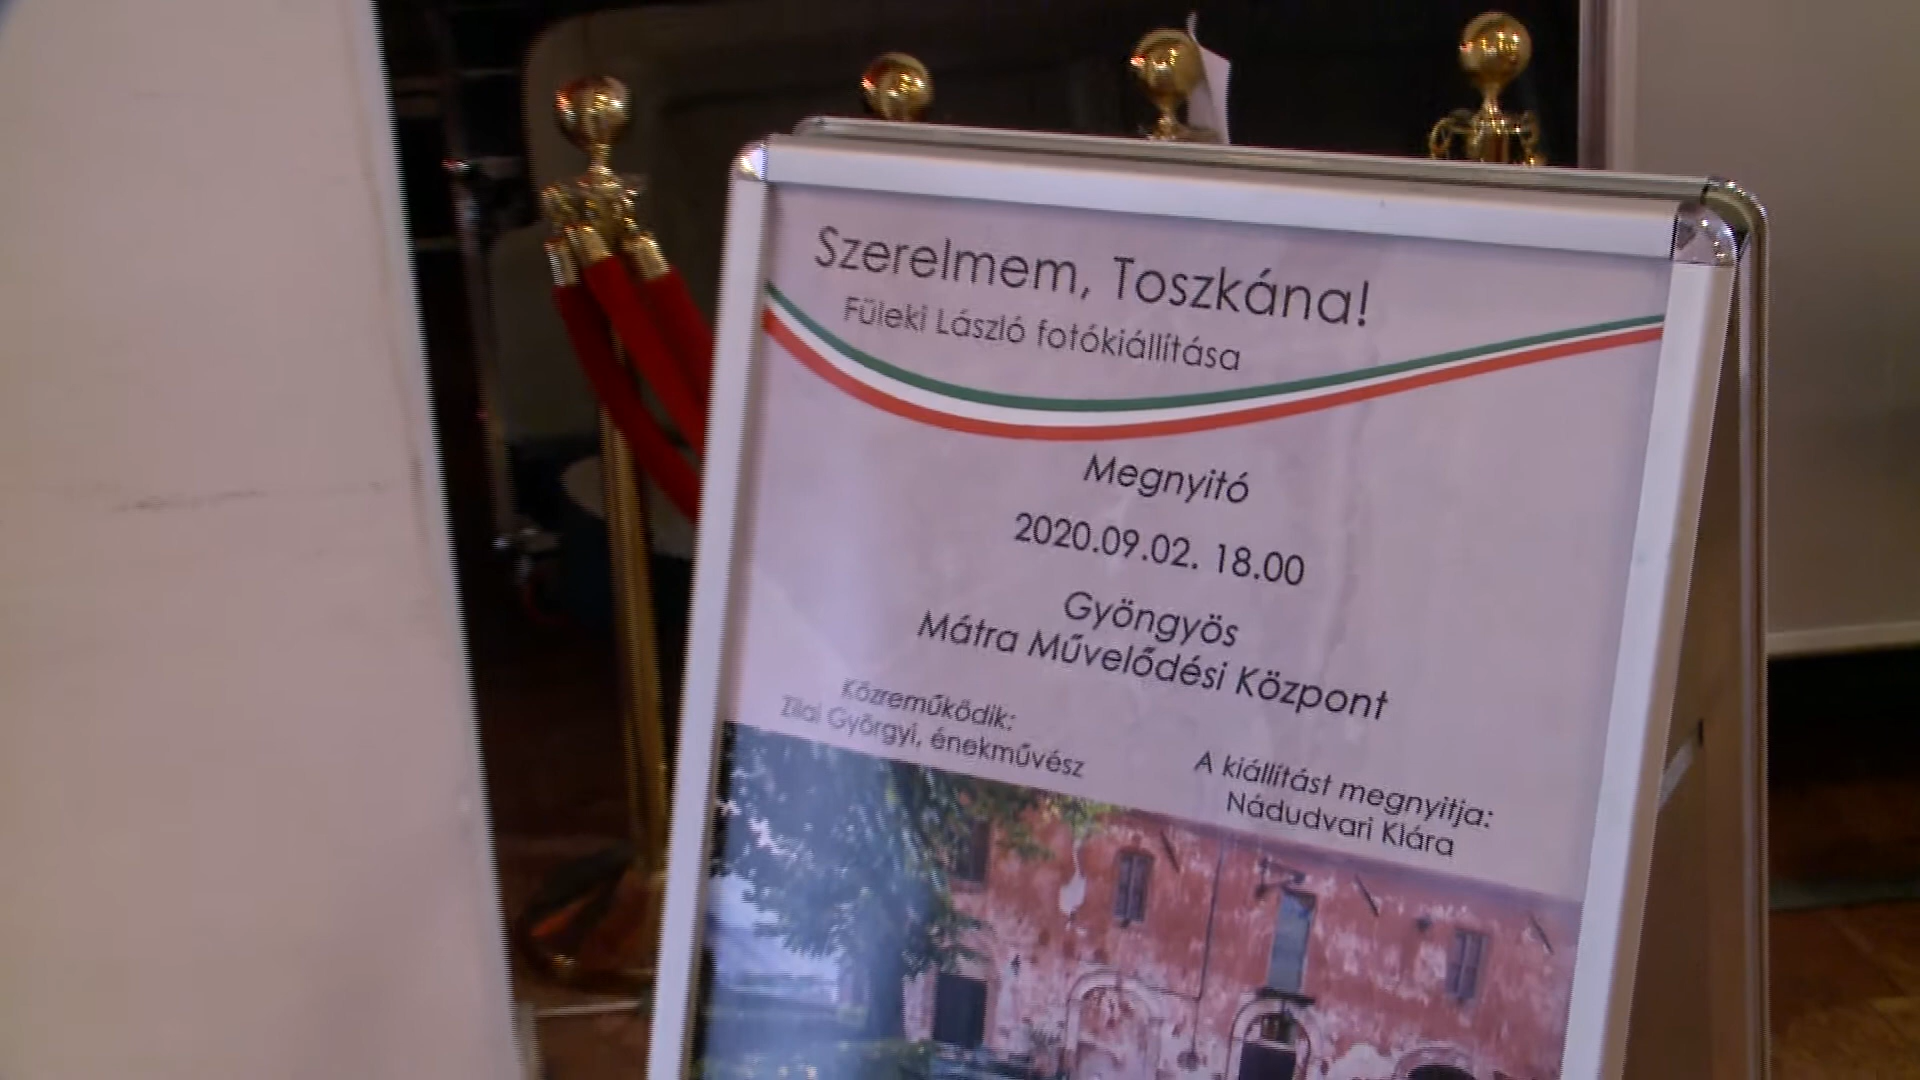 Szerelmem, Toszkána!
Füleki László fotókiállítása
Megnyitó
2020.09.02. 18.00
Gyöngyös
Mátra Művelődési Központ
Közreműködik:
Zilai Györgyi, énekművész
A kiállítást megnyitja:
Nádudvari Klára